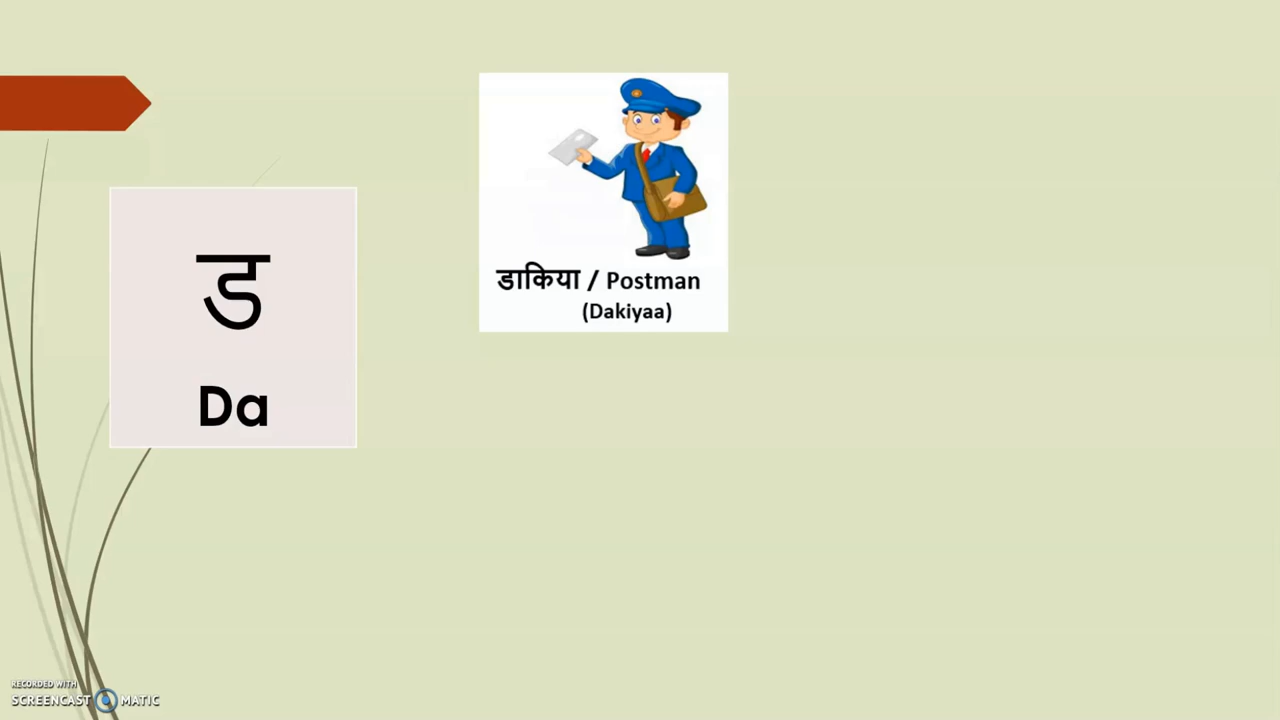 ड
Da
डाकिया / Postman
(Dakiyaa)
RECORDED WITH
SCREENCAST MATIC